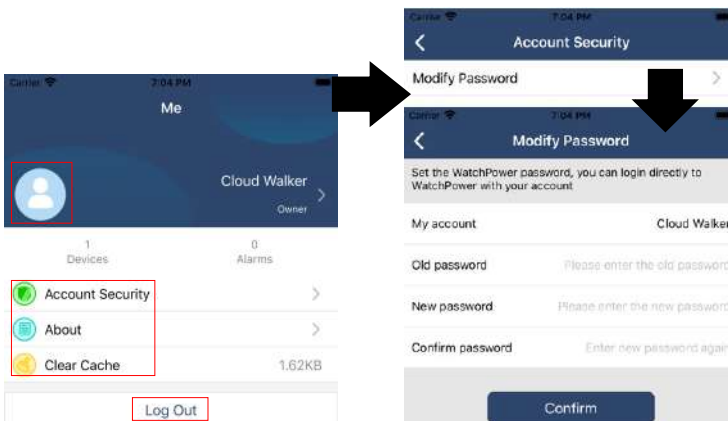 Carrier 7:04 PM
Me
Cloud Walker
Owner
1
Devices
0
Alarms
Account Security
About
Clear Cache 1.62KB
Log Out
Carrier 7:04 PM
Account Security
Modify Password
Carrier 7:04 PM
Modify Password
Set the WatchPower password, you can login directly to
WatchPower with your account
My account Cloud Walker
Old password Please enter the old password
New password Please enter the new password
Confirm password Enter new password again
Confirm